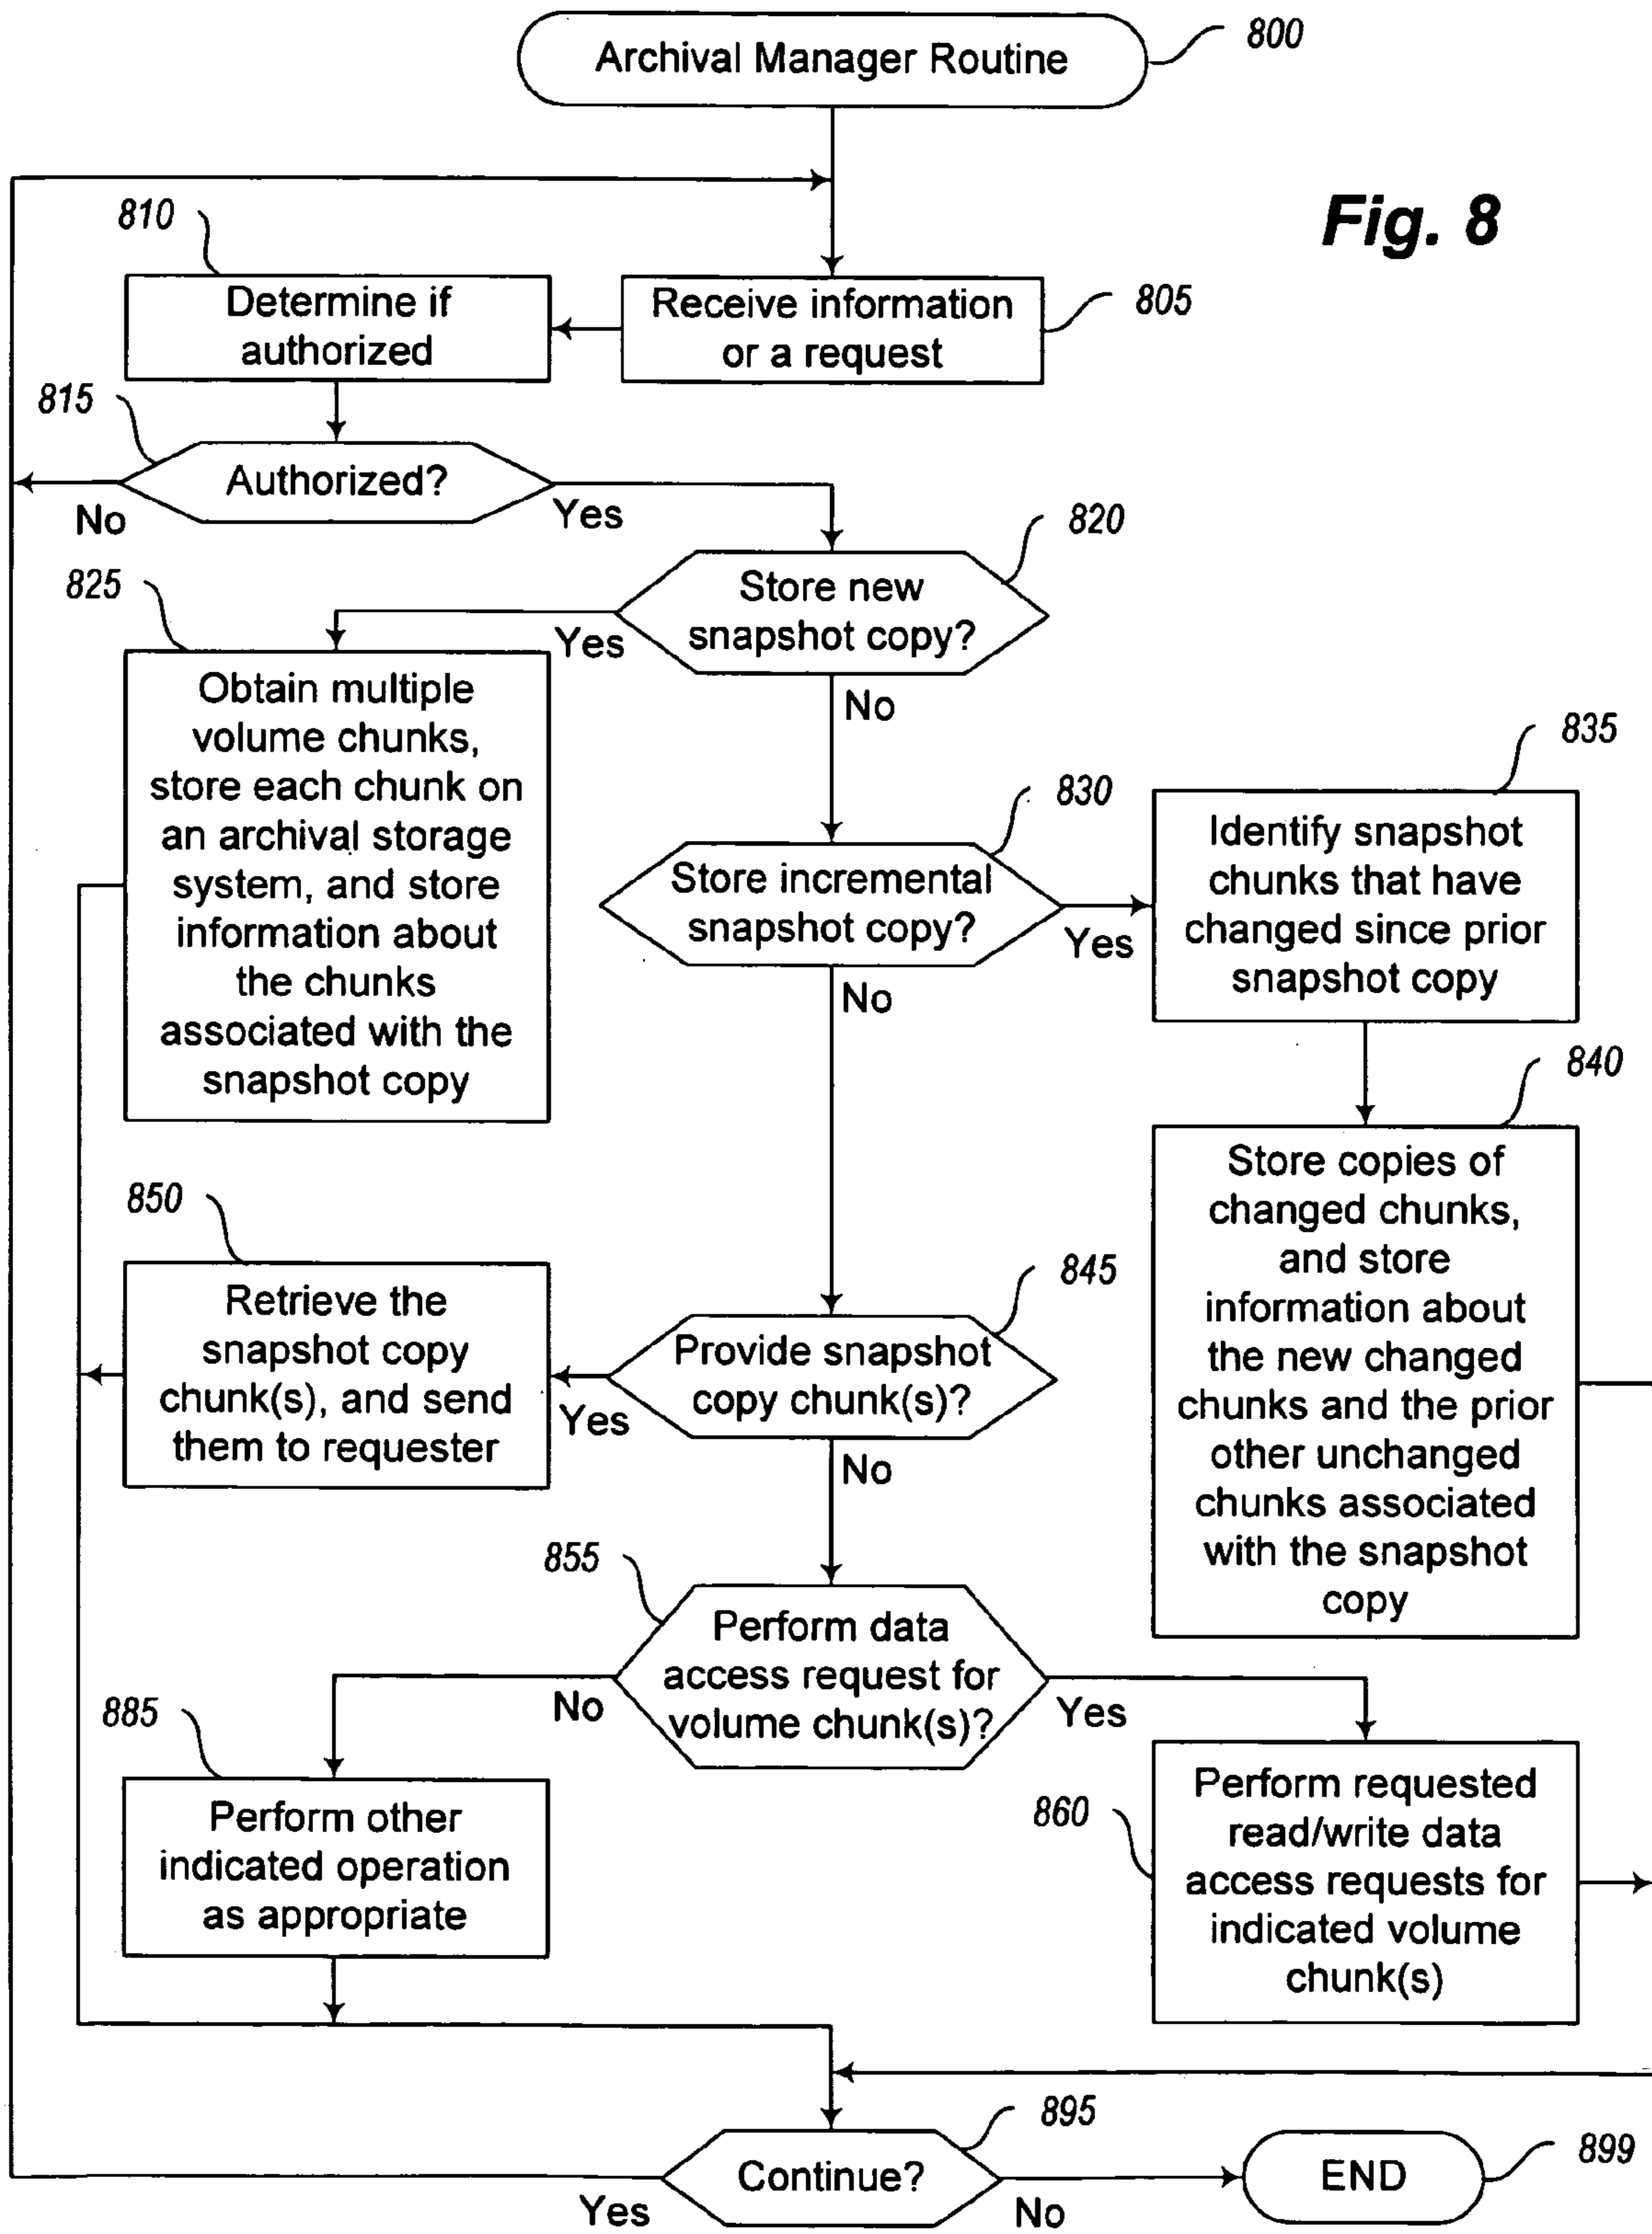 Archival Manager Routine
800
Fig. 8
810
Determine if
authorized
Receive information
or a request
805
815
Authorized?
No
Yes
820
Store new
snapshot copy?
Yes
No
825
Obtain multiple
volume chunks,
store each chunk on
an archival storage
system, and store
information about
the chunks
associated with the
snapshot copy
830
Store incremental
snapshot copy?
Yes
No
835
Identify snapshot
chunks that have
changed since prior
snapshot copy
840
Store copies of
changed chunks,
and store
information about
the new changed
chunks and the prior
other unchanged
chunks associated
with the snapshot
copy
850
Retrieve the
snapshot copy
chunk(s), and send
them to requester
845
Provide snapshot
copy chunk(s)?
Yes
No
855
Perform data
access request for
volume chunk(s)?
No
Yes
885
Perform other
indicated operation
as appropriate
860
Perform requested
read/write data
access requests for
indicated volume
chunk(s)
895
Continue?
Yes
No
END
899